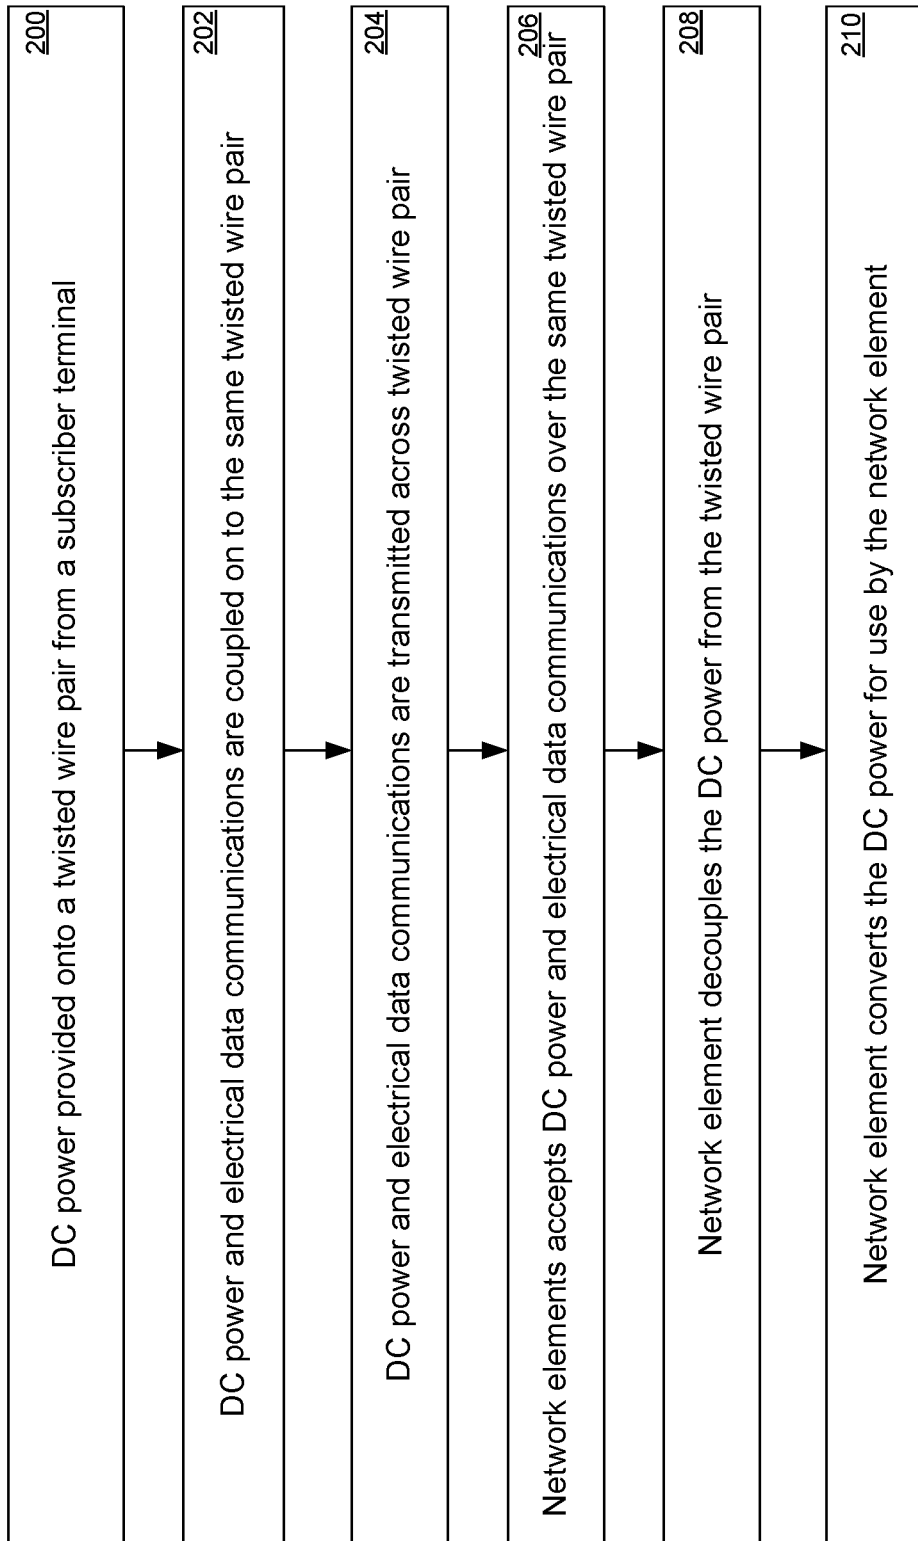 200
DC power provided onto a twisted wire pair from a subscriber terminal
202
DC power and electrical data communications are coupled on to the same twisted wire pair
204
DC power and electrical data communications are transmitted across twisted wire pair
206
Network elements accepts DC power and electrical data communications over the same twisted wire pair
208
Network element decouples the DC power from the twisted wire pair
210
Network element converts the DC power for use by the network element